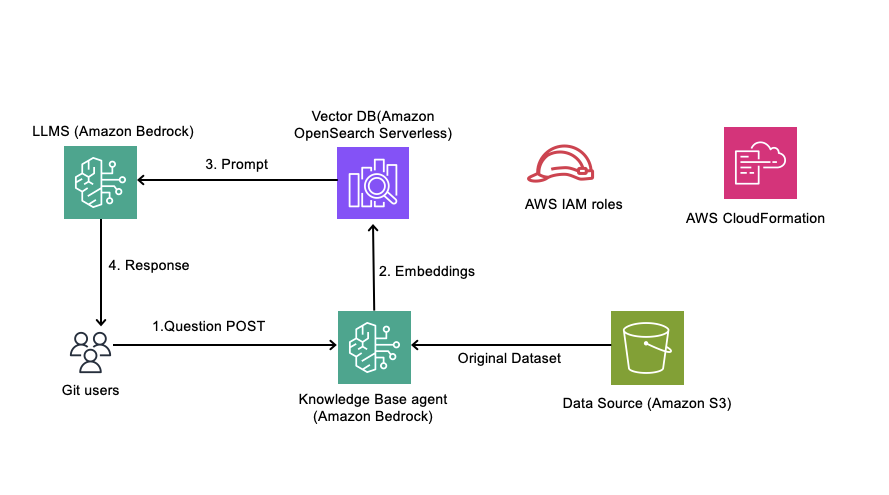 Vector DB(Amazon
OpenSearch Serverless)
LLMS (Amazon Bedrock)
3. Prompt
AWS IAM roles
AWS CloudFormation
4. Response
2. Embeddings
1.Question POST
Original Dataset
Git users
Knowledge Base agent
(Amazon Bedrock)
Data Source (Amazon S3)